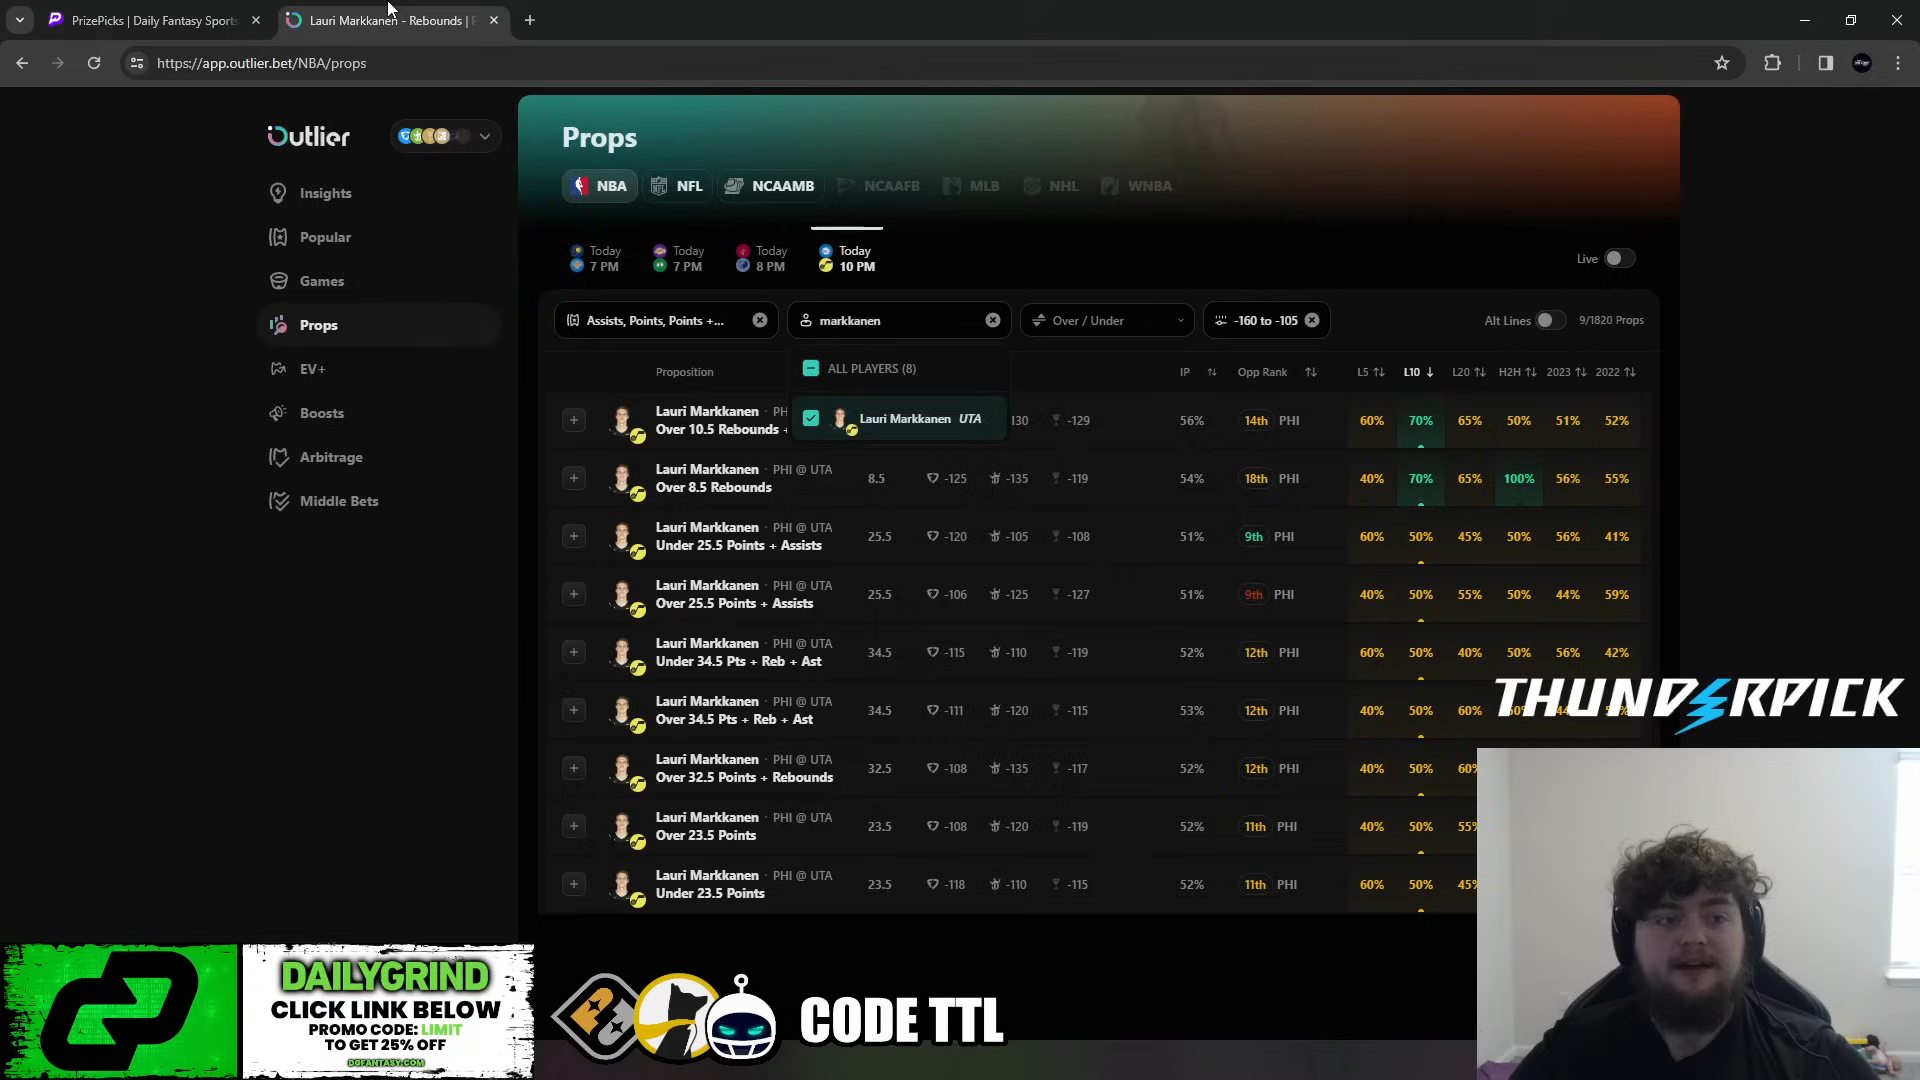 PrizePicks | Daily Fantasy Sports
Lauri Markkanen - Rebounds |
https://app.outlier.bet/NBA/props
Outlier
Insights
Popular
Games
Props
EV+
Boosts
Arbitrage
Middle Bets
Props
NBA NFL NCAAMB NCAAFB MLB NHL WNBA
Today 7 PM
Today 7 PM
Today 8 PM
Today 10 PM
Live
Assists, Points, Points +...
markkanen
Over / Under
-160 to -105
Alt Lines
9/1820 Props
ALL PLAYERS (8)
Lauri Markkanen UTA
Proposition IP Opp Rank L5 L10 L20 H2H 2023 2022
Lauri Markkanen · PH
Over 10.5 Rebounds + 130 -129 56% 14th PHI 60% 70% 65% 50% 51% 52%
Lauri Markkanen · PHI @ UTA
Over 8.5 Rebounds 8.5 -125 -135 -119 54% 18th PHI 40% 70% 65% 100% 56% 55%
Lauri Markkanen · PHI @ UTA
Under 25.5 Points + Assists 25.5 -120 -105 -108 51% 9th PHI 60% 50% 45% 50% 56% 41%
Lauri Markkanen · PHI @ UTA
Over 25.5 Points + Assists 25.5 -106 -125 -127 51% 9th PHI 40% 50% 55% 50% 44% 59%
Lauri Markkanen · PHI @ UTA
Under 34.5 Pts + Reb + Ast 34.5 -115 -110 -119 52% 12th PHI 60% 50% 40% 50% 56% 42%
Lauri Markkanen · PHI @ UTA
Over 34.5 Pts + Reb + Ast 34.5 -111 -120 -115 53% 12th PHI 40% 50% 60%
Lauri Markkanen · PHI @ UTA
Over 32.5 Points + Rebounds 32.5 -108 -135 -117 52% 12th PHI 40% 50% 60%
Lauri Markkanen · PHI @ UTA
Over 23.5 Points 23.5 -108 -120 -119 52% 11th PHI 40% 50% 55%
Lauri Markkanen · PHI @ UTA
Under 23.5 Points 23.5 -118 -110 -115 52% 11th PHI 60% 50% 45%
THUNDERPICK
DAILYGRIND
CLICK LINK BELOW
PROMO CODE: LIMIT
TO GET 25% OFF
DGFANTASY.COM
CODE TTL